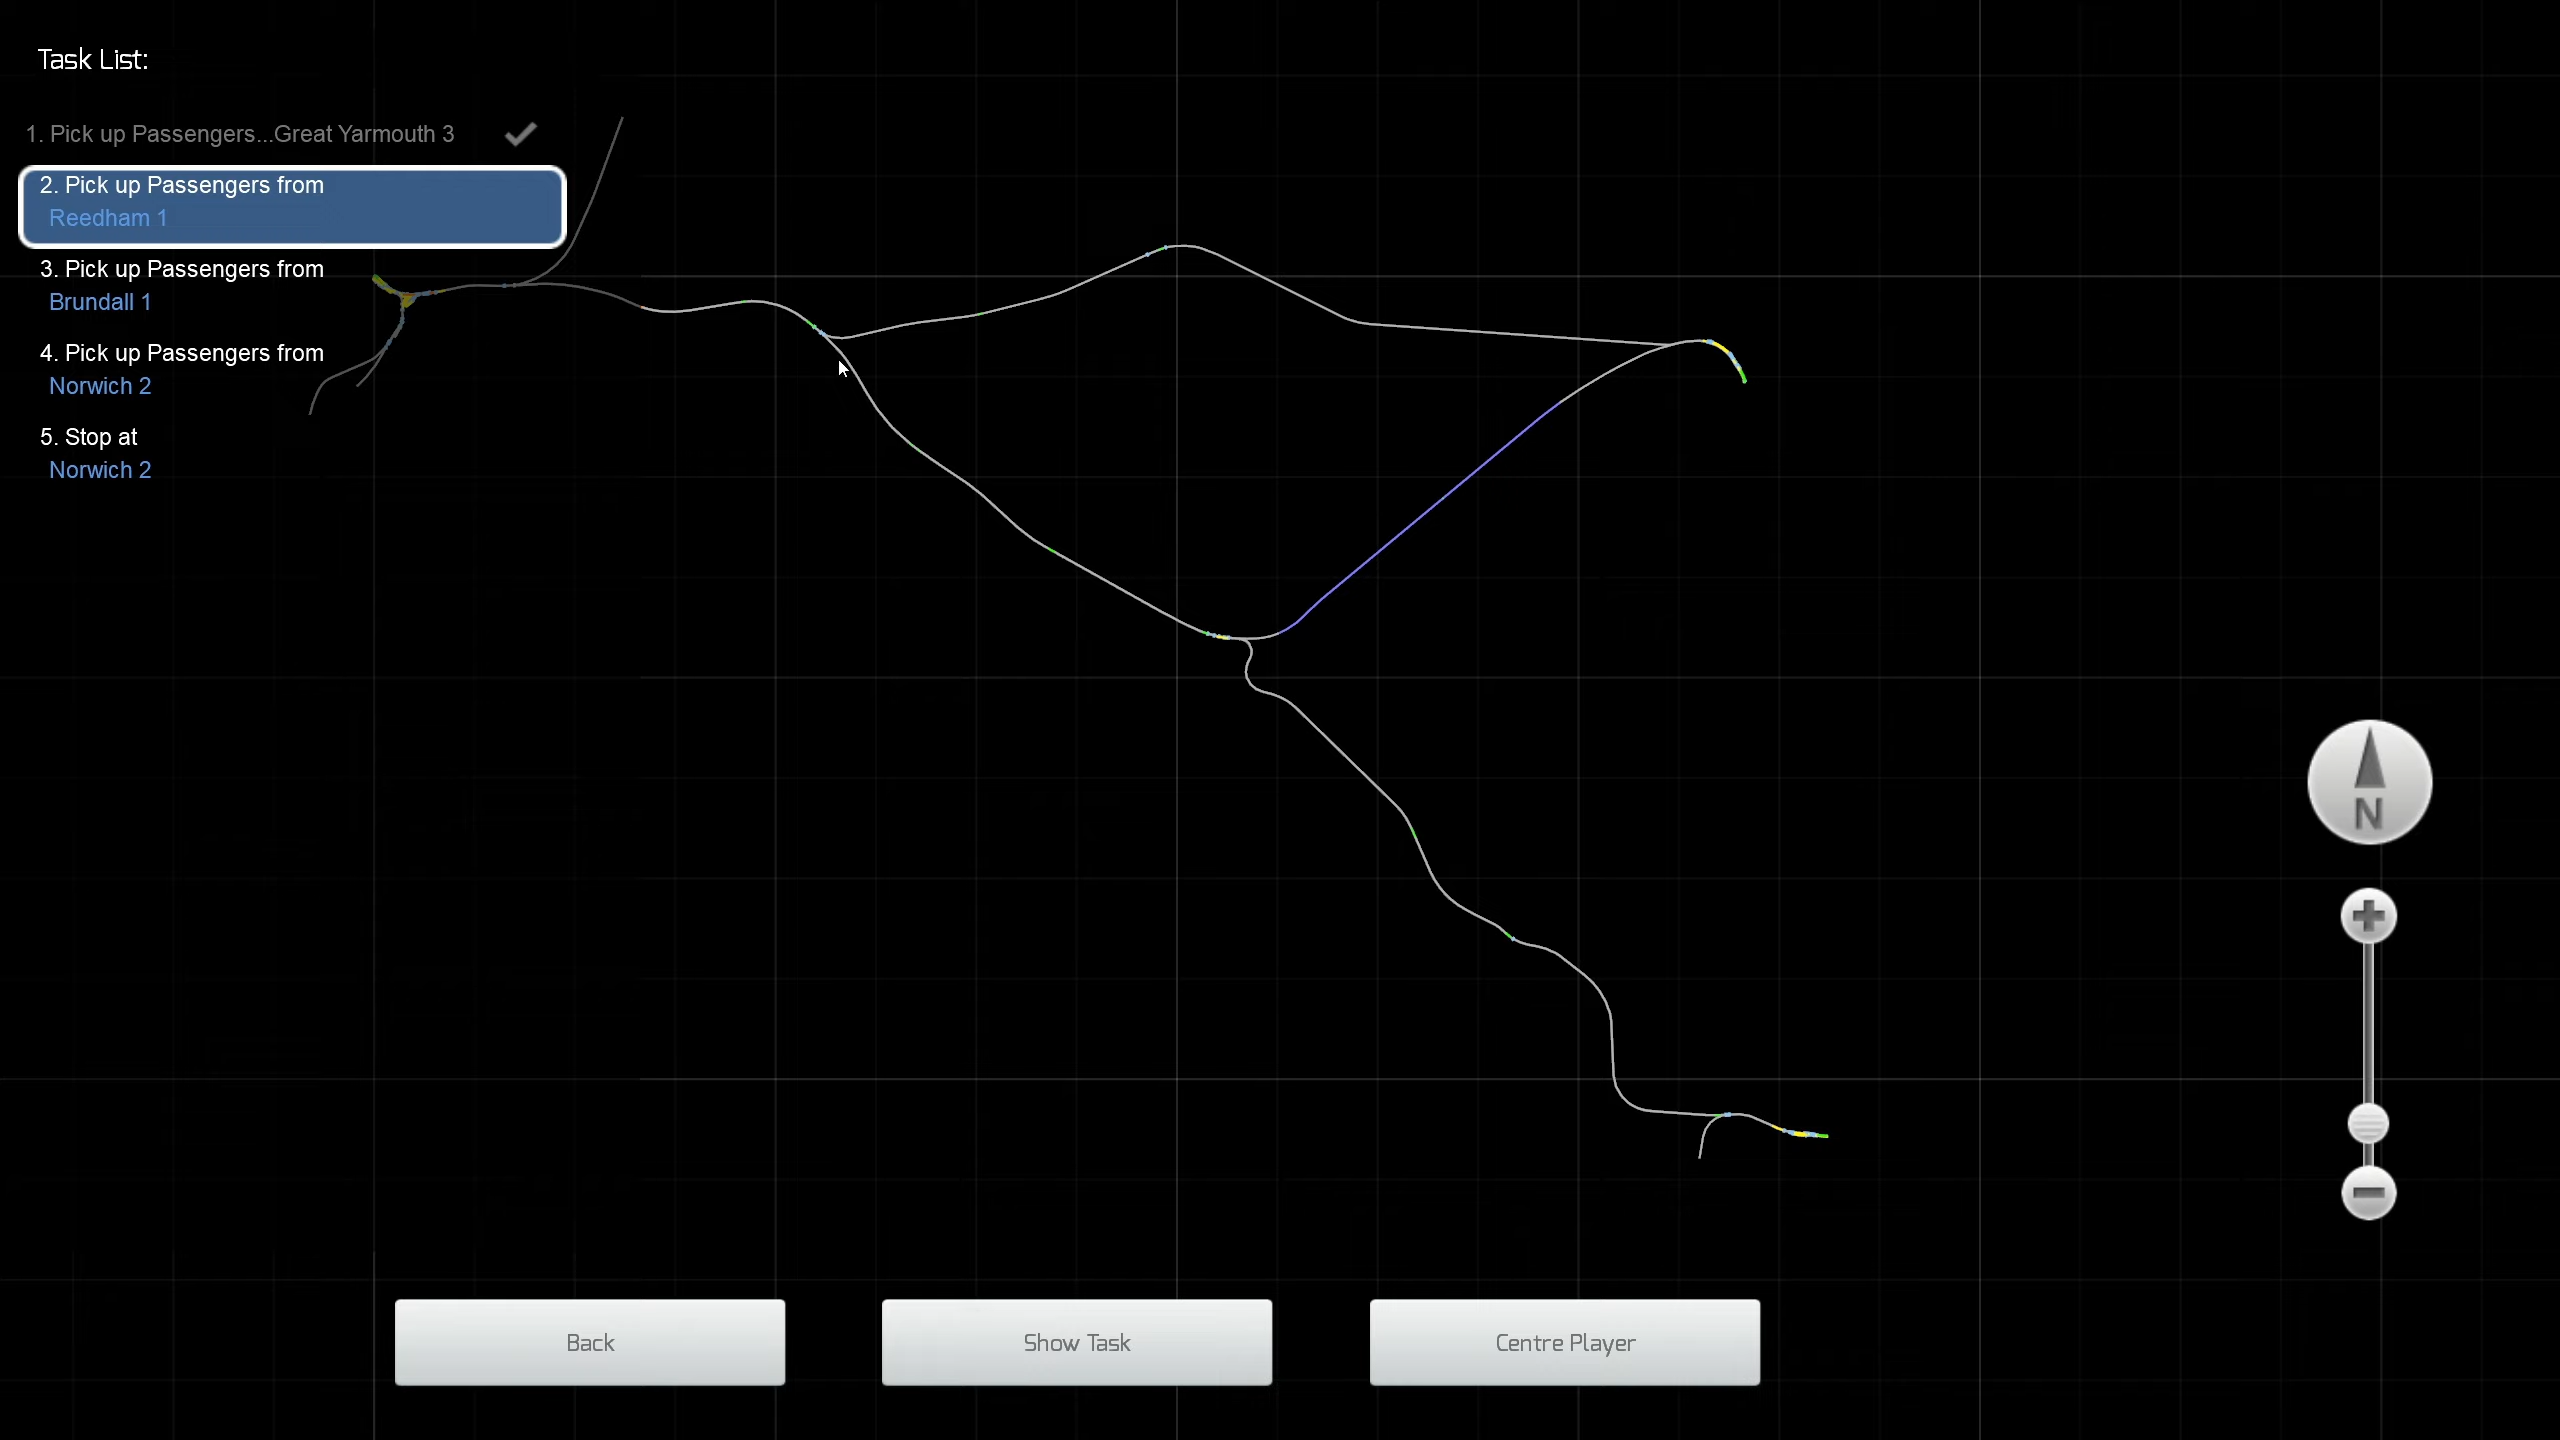 Task List:
1. Pick up Passengers...Great Yarmouth 3
2. Pick up Passengers from
Reedham 1
3. Pick up Passengers from
Brundall 1
4. Pick up Passengers from
Norwich 2
5. Stop at
Norwich 2
N
Back
Show Task
Centre Player